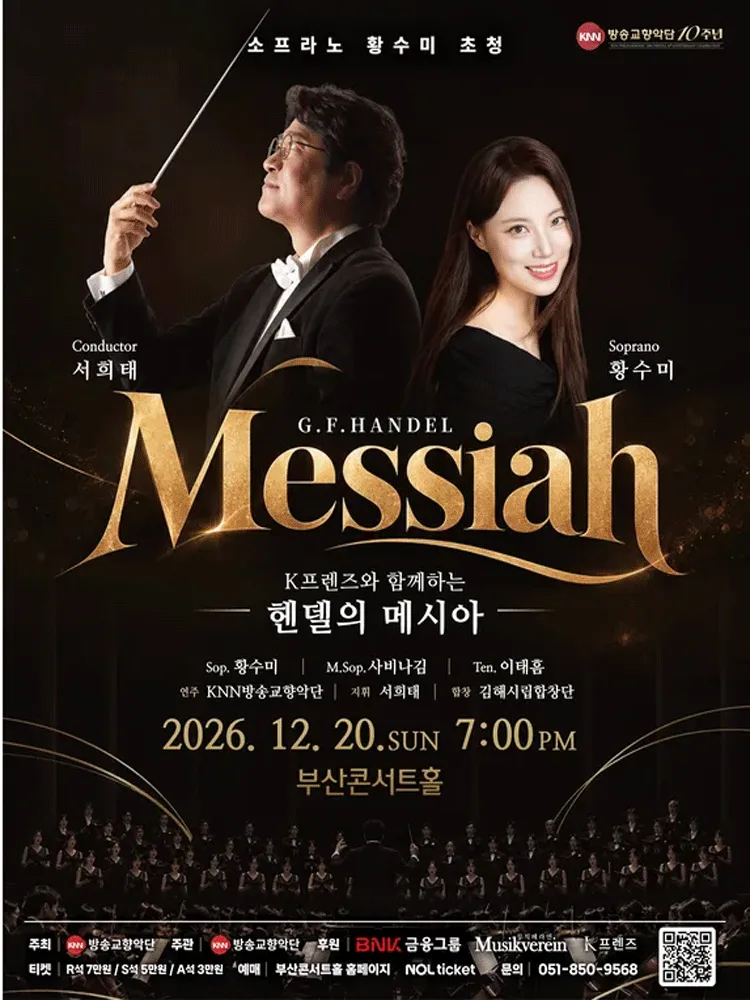 소프라노 황수미 초청
KNN 방송교향악단 10주년
Conductor
서희태
Soprano
황수미
G.F.HANDEL
Messiah
K프렌즈와 함께하는
헨델의 메시아
Sop. 황수미 | M.Sop. 사비나김 | Ten. 이태흠
연주 KNN방송교향악단 | 지휘 서희태 | 합창 김해시립합창단
2026. 12. 20.SUN 7:00PM
부산콘서트홀
주최 KNN 방송교향악단 주관 KNN 방송교향악단 후원 BNK 금융그룹 뮤직페라인 Musikverein K프렌즈
티켓 R석 7만원 / S석 5만원 / A석 3만원 예매 부산콘서트홀 홈페이지 NOL ticket 문의 051-850-9568